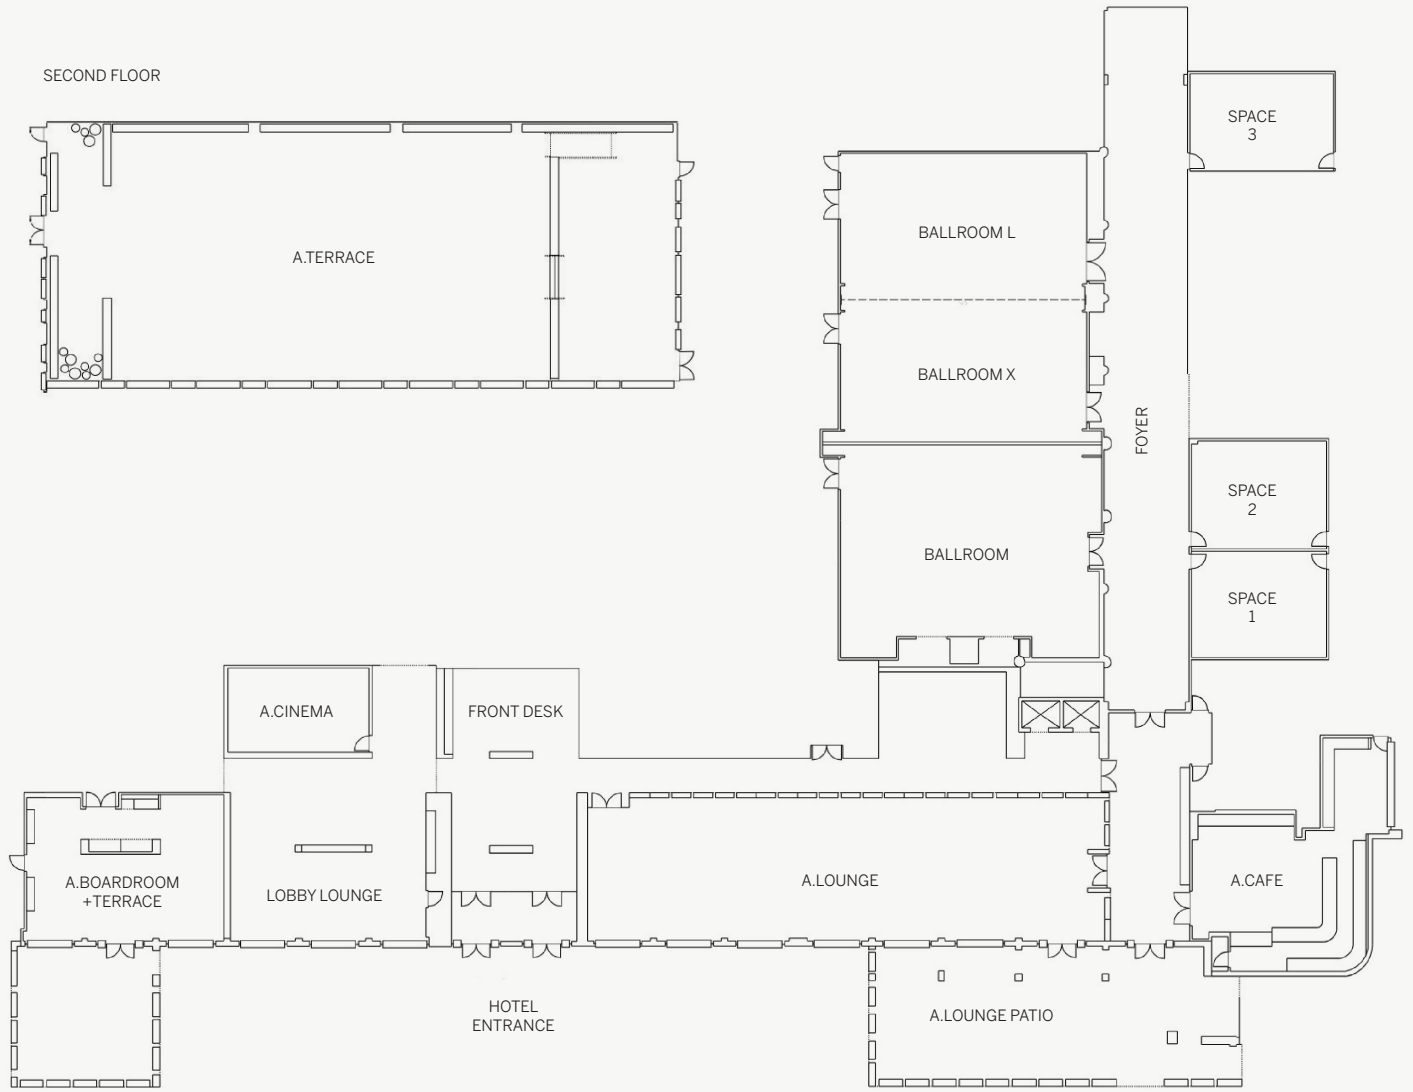 SECOND FLOOR
A.TERRACE
SPACE
3
BALLROOM L
BALLROOM X
FOYER
SPACE
2
BALLROOM
SPACE
1
A.CINEMA
FRONT DESK
A.BOARDROOM
+TERRACE
LOBBY LOUNGE
A.LOUNGE
A.CAFE
HOTEL
ENTRANCE
A.LOUNGE PATIO